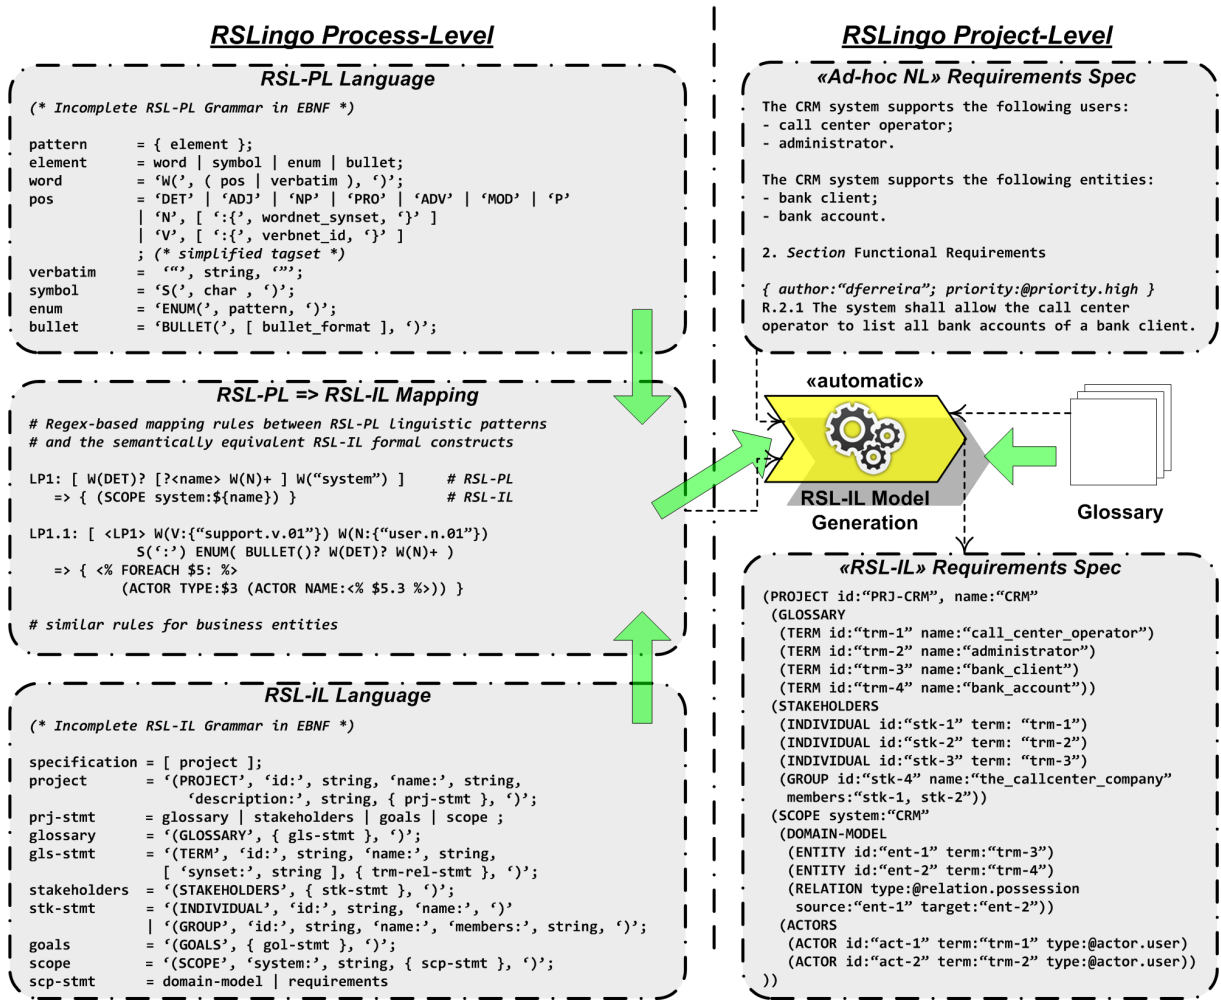 RSLingo Process-Level
RSL-PL Language
(* Incomplete RSL-PL Grammar in EBNF *)
pattern = { element };
element = word | symbol | enum | bullet;
word = ‘W(’, ( pos | verbatim ), ‘)’;
pos = ‘DET’ | ‘ADJ’ | ‘NP’ | ‘PRO’ | ‘ADV’ | ‘MOD’ | ‘P’
| ‘N’, [ ‘:{’, wordnet_synset, ‘}’ ]
| ‘V’, [ ‘:{’, verbnet_id, ‘}’ ]
; (* simplified tagset *)
verbatim = ‘“’, string, ‘”’;
symbol = ‘S(’, char , ‘)’;
enum = ‘ENUM(’, pattern, ‘)’;
bullet = ‘BULLET(’, [ bullet_format ], ‘)’;
RSL-PL => RSL-IL Mapping
# Regex-based mapping rules between RSL-PL linguistic patterns
# and the semantically equivalent RSL-IL formal constructs
LP1: [ W(DET)? [?<name> W(N)+ ] W(“system”) ] # RSL-PL
=> { (SCOPE system:${name}) } # RSL-IL
LP1.1: [ <LP1> W(V:{“support.v.01”}) W(N:{“user.n.01”})
S(‘:’) ENUM( BULLET()? W(DET)? W(N)+ )
=> { <% FOREACH $5: %>
(ACTOR TYPE:$3 (ACTOR NAME:<% $5.3 %>)) }
# similar rules for business entities
RSL-IL Language
(* Incomplete RSL-IL Grammar in EBNF *)
specification = [ project ];
project = ‘(PROJECT’, ‘id:’, string, ‘name:’, string,
‘description:’, string, { prj-stmt }, ‘)’;
prj-stmt = glossary | stakeholders | goals | scope ;
glossary = ‘(GLOSSARY’, { gls-stmt }, ‘)’;
gls-stmt = ‘(TERM’, ‘id:’, string, ‘name:’, string,
[ ‘synset:’, string ], { trm-rel-stmt }, ‘)’;
stakeholders = ‘(STAKEHOLDERS’, { stk-stmt }, ‘)’;
stk-stmt = ‘(INDIVIDUAL’, ‘id:’, string, ‘name:’, ‘)’
| ‘(GROUP’, ‘id:’, string, ‘name:’, ‘members:’, string, ‘)’;
goals = ‘(GOALS’, { gol-stmt }, ‘)’;
scope = ‘(SCOPE’, ‘system:’, string, { scp-stmt }, ‘)’;
scp-stmt = domain-model | requirements
RSLingo Project-Level
«Ad-hoc NL» Requirements Spec
The CRM system supports the following users:
- call center operator;
- administrator.
The CRM system supports the following entities:
- bank client;
- bank account.
2. Section Functional Requirements
{ author:“dferreira”; priority:@priority.high }
R.2.1 The system shall allow the call center
operator to list all bank accounts of a bank client.
«automatic»
RSL-IL Model
Generation
Glossary
«RSL-IL» Requirements Spec
(PROJECT id:“PRJ-CRM”, name:“CRM”
(GLOSSARY
(TERM id:“trm-1” name:“call_center_operator”)
(TERM id:“trm-2” name:“administrator”)
(TERM id:“trm-3” name:“bank_client”)
(TERM id:“trm-4” name:“bank_account”))
(STAKEHOLDERS
(INDIVIDUAL id:“stk-1” term: “trm-1”)
(INDIVIDUAL id:“stk-2” term: “trm-2”)
(INDIVIDUAL id:“stk-3” term: “trm-3”)
(GROUP id:“stk-4” name:“the_callcenter_company”
members:“stk-1, stk-2”))
(SCOPE system:“CRM”
(DOMAIN-MODEL
(ENTITY id:“ent-1” term:“trm-3”)
(ENTITY id:“ent-2” term:“trm-4”)
(RELATION type:@relation.possession
source:“ent-1” target:“ent-2”))
(ACTORS
(ACTOR id:“act-1” term:“trm-1” type:@actor.user)
(ACTOR id:“act-2” term:“trm-2” type:@actor.user))
))